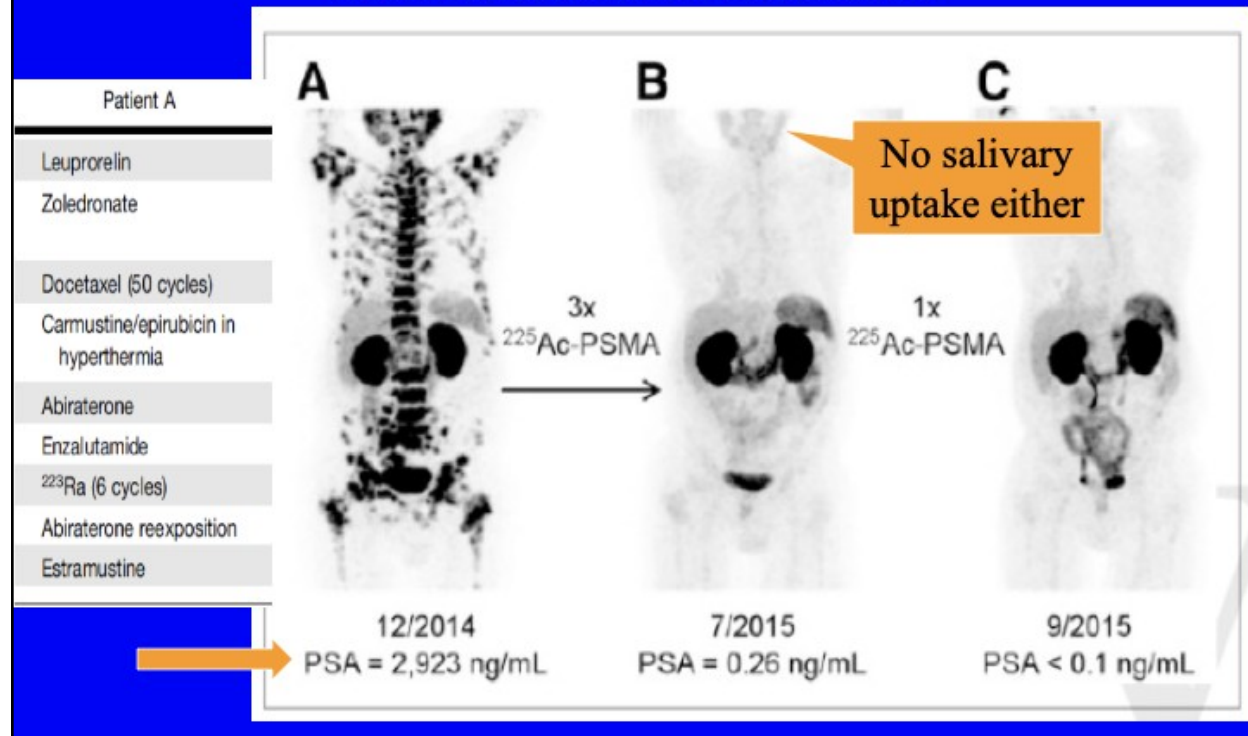 Patient A
Leuprorelin
Zoledronate
Docetaxel (50 cycles)
Carmustine/epirubicin in
hyperthermia
Abiraterone
Enzalutamide
²²³Ra (6 cycles)
Abiraterone reexposition
Estramustine
A
B
C
No salivary
uptake either
3x
²²⁵Ac-PSMA
1x
²²⁵Ac-PSMA
12/2014
PSA = 2,923 ng/mL
7/2015
PSA = 0.26 ng/mL
9/2015
PSA < 0.1 ng/mL